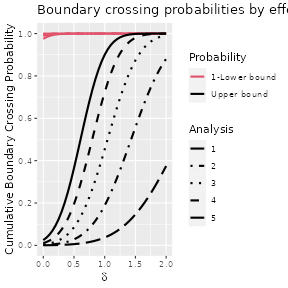 Boundary crossing probabilities by effe
Cumulative Boundary Crossing Probability
1.0
0.8
0.6
0.4
0.2
0.0
0.0 0.5 1.0 1.5 2.0
δ
Probability
1-Lower bound
Upper bound
Analysis
1
2
3
4
5